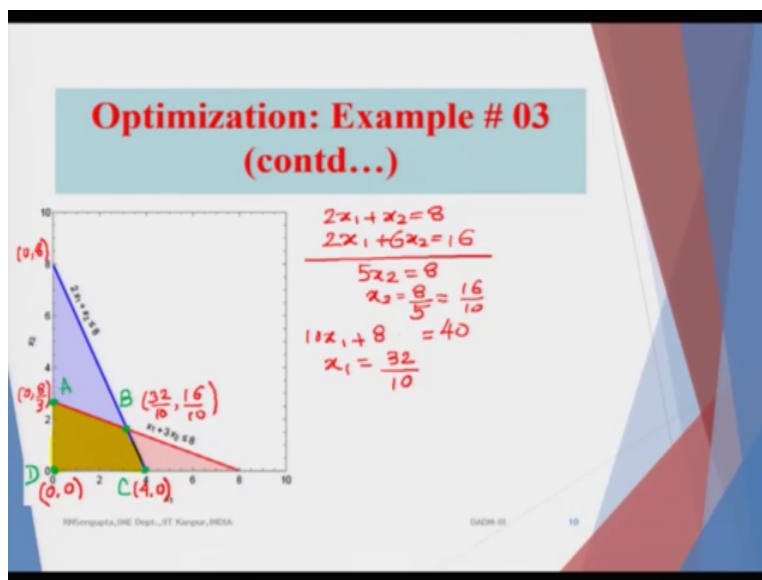 Optimization: Example # 03
(contd...)
2x₁ + x₂ = 8
2x₁ + 6x₂ = 16
5x₂ = 8
x₂ = 8/5 = 16/10
10x₁ + 8 = 40
x₁ = 32/10
10
(0,8)
8
2x₁ + x₂ ≤ 8
6
x₂
4
(0, 8/3) A
B (32/10, 16/10)
2
x₁ + 3x₂ ≤ 8
D 0
0 2 4 6 8 10
(0,0) C (4,0)
RNSengupta, IME Dept., IIT Kanpur, INDIA DADM-III 10